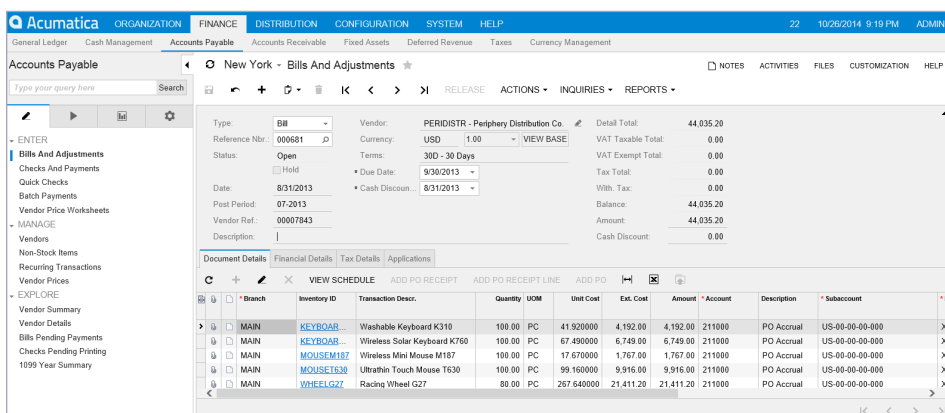 Acumatica ORGANIZATION FINANCE DISTRIBUTION CONFIGURATION SYSTEM HELP 22 10/26/2014 9:19 PM ADMIN
General Ledger Cash Management Accounts Payable Accounts Receivable Fixed Assets Deferred Revenue Taxes Currency Management
Accounts Payable New York - Bills And Adjustments NOTES ACTIVITIES FILES CUSTOMIZATION HELP
Type your query here Search RELEASE ACTIONS INQUIRIES REPORTS
Type: Bill Vendor: PERIDISTR - Periphery Distribution Co. Detail Total: 44,035.20
ENTER Reference Nbr.: 000681 Currency: USD 1.00 VIEW BASE VAT Taxable Total: 0.00
Bills And Adjustments Status: Open Terms: 30D - 30 Days VAT Exempt Total: 0.00
Checks And Payments Hold * Due Date: 9/30/2013 Tax Total: 0.00
Quick Checks
Batch Payments Date: 8/31/2013 * Cash Discoun... 8/31/2013 With. Tax: 0.00
Vendor Price Worksheets Post Period: 07-2013 Balance: 44,035.20
MANAGE Vendor Ref.: 00007843 Amount: 44,035.20
Vendors Description: Cash Discount: 0.00
Non-Stock Items Document Details Financial Details Tax Details Applications
Recurring Transactions
Vendor Prices VIEW SCHEDULE ADD PO RECEIPT ADD PO RECEIPT LINE ADD PO
EXPLORE * Branch Inventory ID Transaction Descr. Quantity UOM Unit Cost Ext. Cost Amount * Account Description * Subaccount
Vendor Summary
Vendor Details MAIN KEYBOAR... Washable Keyboard K310 100.00 PC 41.920000 4,192.00 4,192.00 211000 PO Accrual US-00-00-00-000 X
Bills Pending Payments MAIN KEYBOAR... Wireless Solar Keyboard K760 100.00 PC 67.490000 6,749.00 6,749.00 211000 PO Accrual US-00-00-00-000 X
Checks Pending Printing MAIN MOUSEM187 Wireless Mini Mouse M187 100.00 PC 17.670000 1,767.00 1,767.00 211000 PO Accrual US-00-00-00-000 X
1099 Year Summary MAIN MOUSET630 Ultrathin Touch Mouse T630 100.00 PC 99.160000 9,916.00 9,916.00 211000 PO Accrual US-00-00-00-000 X
MAIN WHEELG27 Racing Wheel G27 80.00 PC 267.640000 21,411.20 21,411.20 211000 PO Accrual US-00-00-00-000 X